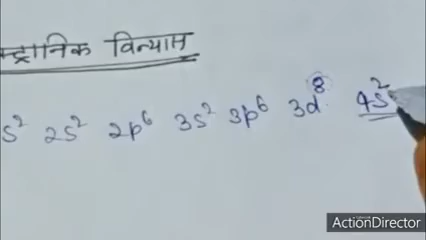 विन्यास
s² 2s² 2p⁶ 3s² 3p⁶ 3d⁸ 4s²
ActionDirector